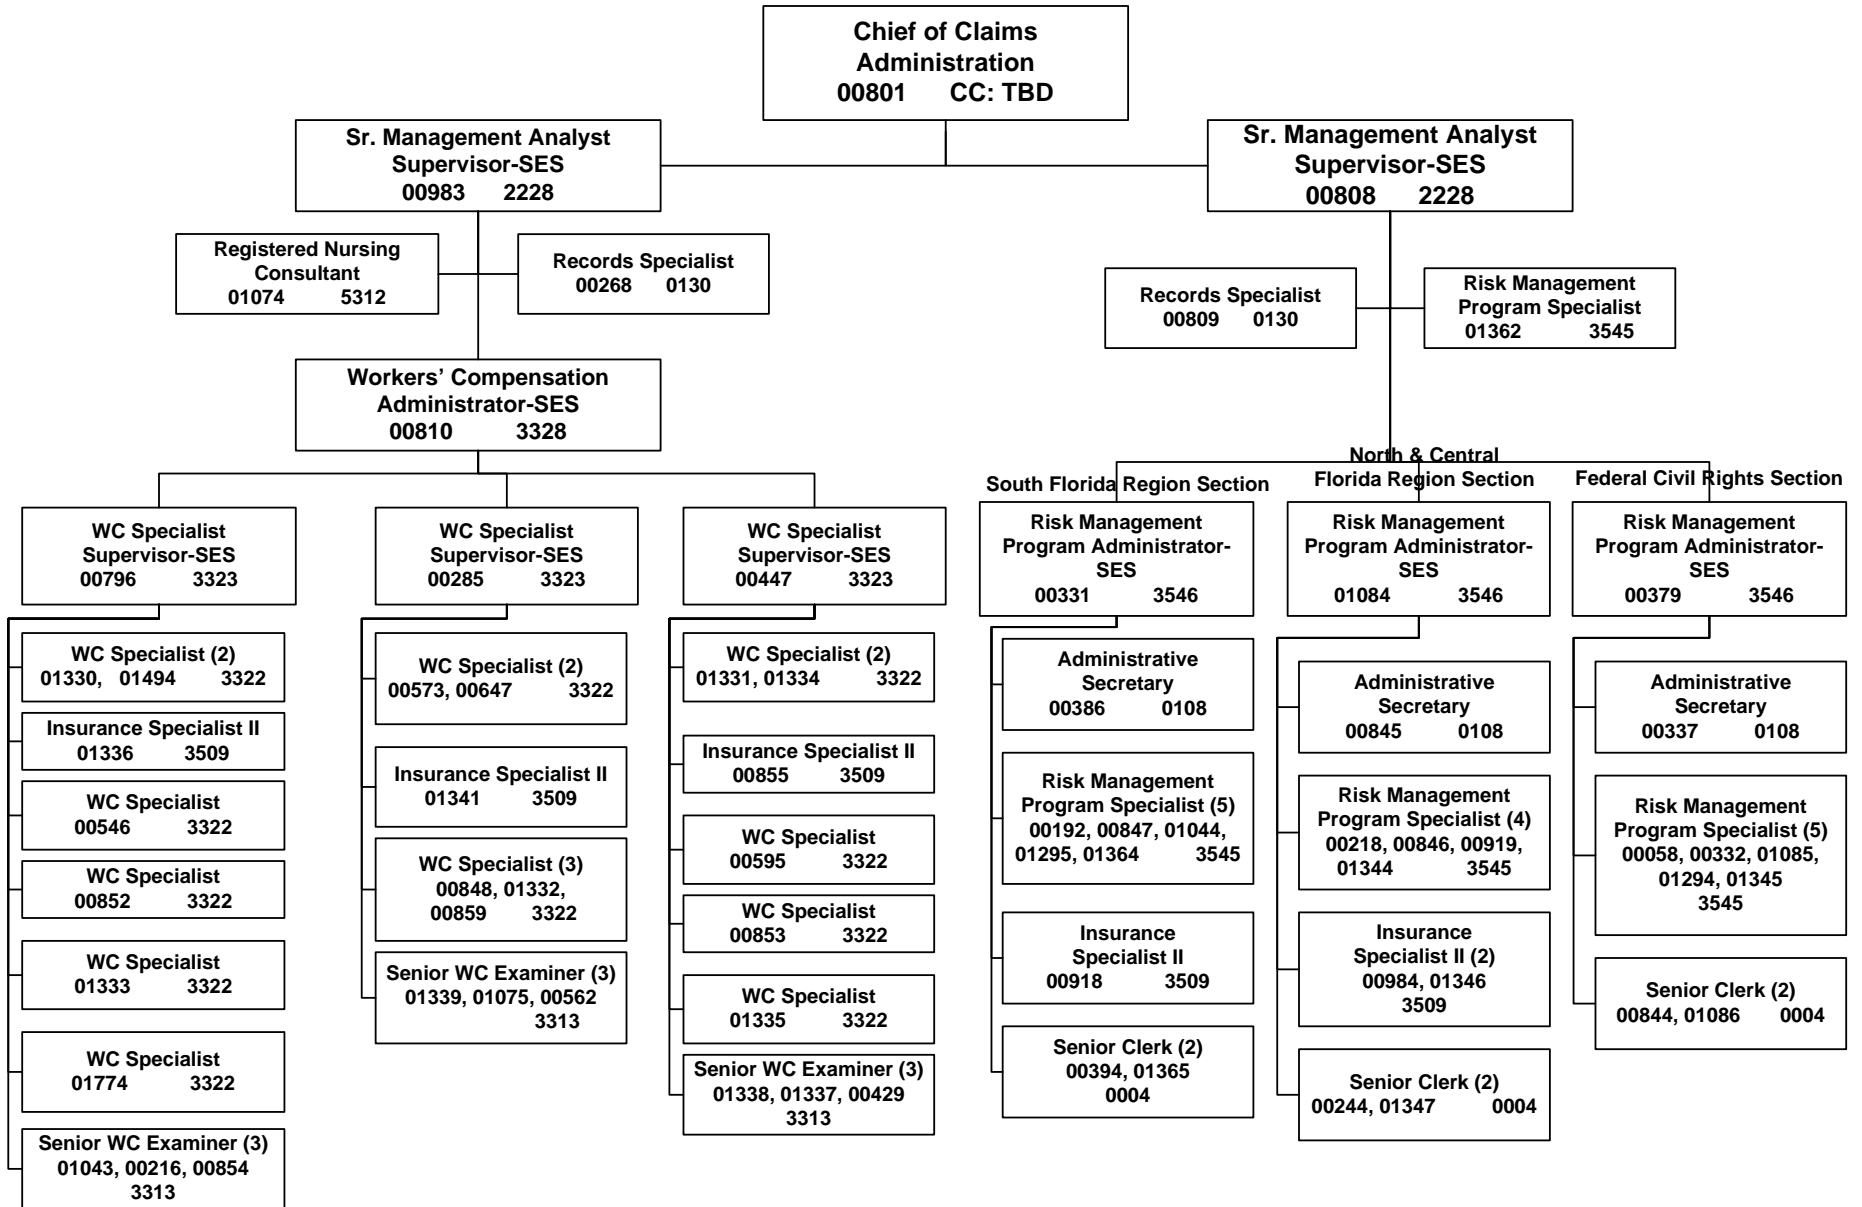 Chief of Claims
Administration
00801 CC: TBD
Sr. Management Analyst
Supervisor-SES
00983 2228
Sr. Management Analyst
Supervisor-SES
00808 2228
Registered Nursing
Consultant
01074 5312
Records Specialist
00268 0130
Records Specialist
00809 0130
Risk Management
Program Specialist
01362 3545
Workers’ Compensation
Administrator-SES
00810 3328
South Florida Region Section
North & Central
Florida Region Section
Federal Civil Rights Section
WC Specialist
Supervisor-SES
00796 3323
WC Specialist (2)
01330, 01494 3322
Insurance Specialist II
01336 3509
WC Specialist
00546 3322
WC Specialist
00852 3322
WC Specialist
01333 3322
WC Specialist
01774 3322
Senior WC Examiner (3)
01043, 00216, 00854
3313
WC Specialist
Supervisor-SES
00285 3323
WC Specialist (2)
00573, 00647 3322
Insurance Specialist II
01341 3509
WC Specialist (3)
00848, 01332,
00859 3322
Senior WC Examiner (3)
01339, 01075, 00562
3313
WC Specialist
Supervisor-SES
00447 3323
WC Specialist (2)
01331, 01334 3322
Insurance Specialist II
00855 3509
WC Specialist
00595 3322
WC Specialist
00853 3322
WC Specialist
01335 3322
Senior WC Examiner (3)
01338, 01337, 00429
3313
Risk Management
Program Administrator-
SES
00331 3546
Administrative
Secretary
00386 0108
Risk Management
Program Specialist (5)
00192, 00847, 01044,
01295, 01364 3545
Insurance
Specialist II
00918 3509
Senior Clerk (2)
00394, 01365
0004
Risk Management
Program Administrator-
SES
01084 3546
Administrative
Secretary
00845 0108
Risk Management
Program Specialist (4)
00218, 00846, 00919,
01344 3545
Insurance
Specialist II (2)
00984, 01346
3509
Senior Clerk (2)
00244, 01347 0004
Risk Management
Program Administrator-
SES
00379 3546
Administrative
Secretary
00337 0108
Risk Management
Program Specialist (5)
00058, 00332, 01085,
01294, 01345
3545
Senior Clerk (2)
00844, 01086 0004